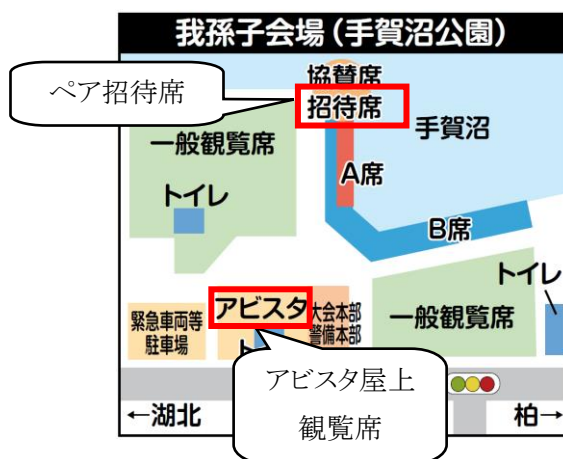 我孫子会場（手賀沼公園）
協賛席
ペア招待席
招待席
手賀沼
一般観覧席
A席
トイレ
B席
トイレ
アビスタ
大会本部
警備本部
緊急車両等
駐車場
一般観覧席
アビスタ屋上
観覧席
←湖北
柏→